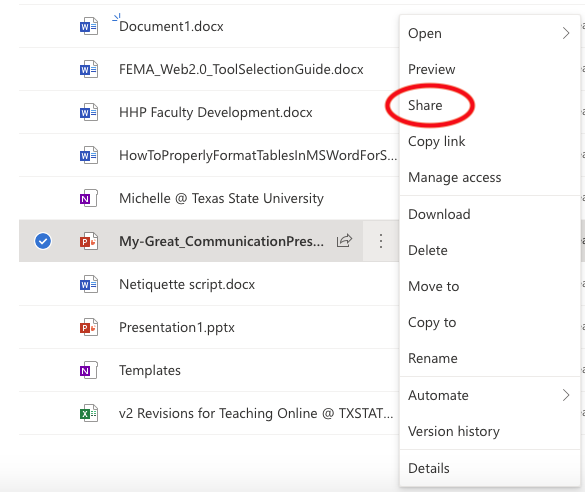 Document1.docx
FEMA_Web2.0_ToolSelectionGuide.docx
HHP Faculty Development.docx
HowToProperlyFormatTablesInMSWordForS...
Michelle @ Texas State University
My-Great_CommunicationPres...
Netiquette script.docx
Presentation1.pptx
Templates
v2 Revisions for Teaching Online @ TXSTAT...
Open
Preview
Share
Copy link
Manage access
Download
Delete
Move to
Copy to
Rename
Automate
Version history
Details